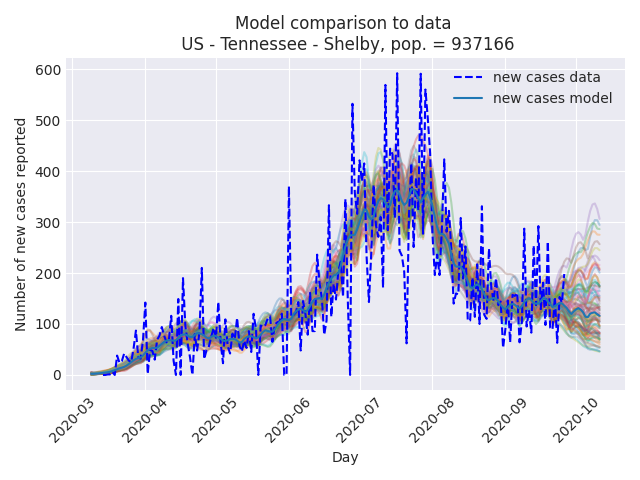 Model comparison to data
US - Tennessee - Shelby, pop. = 937166
600
500
400
300
200
100
0
Number of new cases reported
new cases data
new cases model
2020-03
2020-04
2020-05
2020-06
2020-07
2020-08
2020-09
2020-10
Day